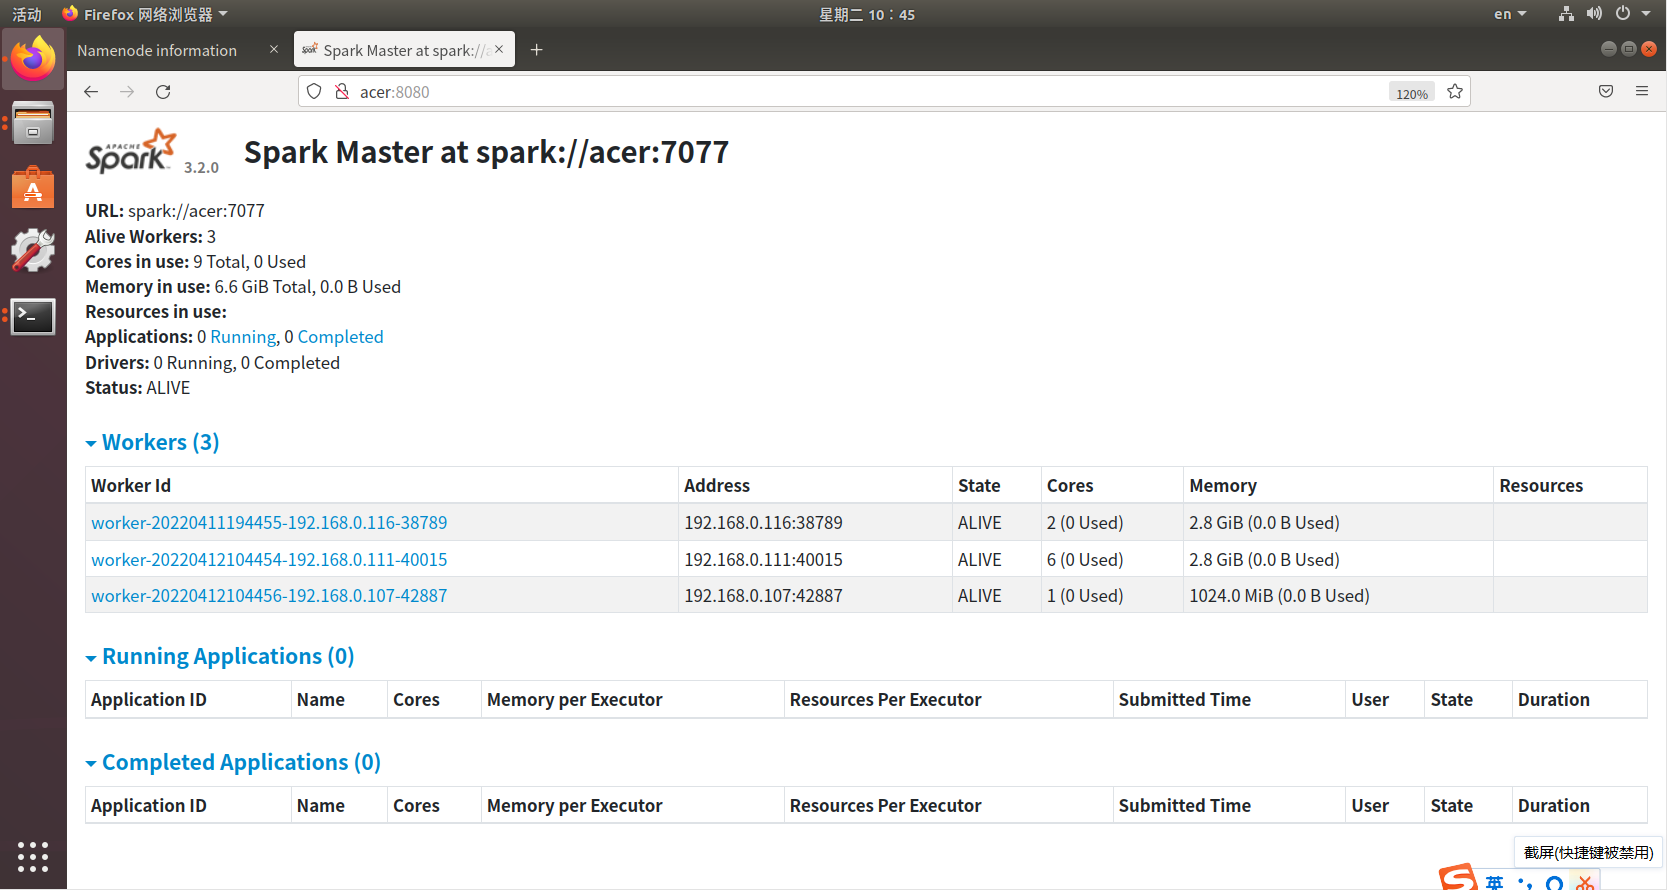 活动 Firefox 网络浏览器 星期二 10：45 en
Namenode information × Spark Master at spark://a × +
acer:8080 120%
APACHE Spark 3.2.0 Spark Master at spark://acer:7077
URL: spark://acer:7077
Alive Workers: 3
Cores in use: 9 Total, 0 Used
Memory in use: 6.6 GiB Total, 0.0 B Used
Resources in use:
Applications: 0 Running, 0 Completed
Drivers: 0 Running, 0 Completed
Status: ALIVE
Workers (3)
Worker Id Address State Cores Memory Resources
worker-20220411194455-192.168.0.116-38789 192.168.0.116:38789 ALIVE 2 (0 Used) 2.8 GiB (0.0 B Used)
worker-20220412104454-192.168.0.111-40015 192.168.0.111:40015 ALIVE 6 (0 Used) 2.8 GiB (0.0 B Used)
worker-20220412104456-192.168.0.107-42887 192.168.0.107:42887 ALIVE 1 (0 Used) 1024.0 MiB (0.0 B Used)
Running Applications (0)
Application ID Name Cores Memory per Executor Resources Per Executor Submitted Time User State Duration
Completed Applications (0)
Application ID Name Cores Memory per Executor Resources Per Executor Submitted Time User State Duration
截屏(快捷键被禁用)
英